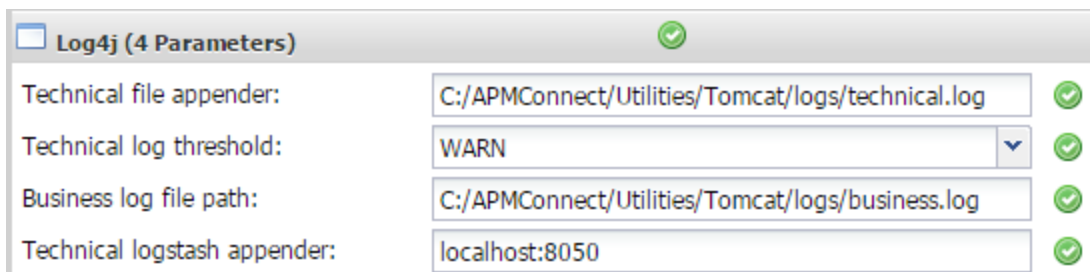 Log4j (4 Parameters)
Technical file appender: C:/APMConnect/Utilities/Tomcat/logs/technical.log
Technical log threshold: WARN
Business log file path: C:/APMConnect/Utilities/Tomcat/logs/business.log
Technical logstash appender: localhost:8050